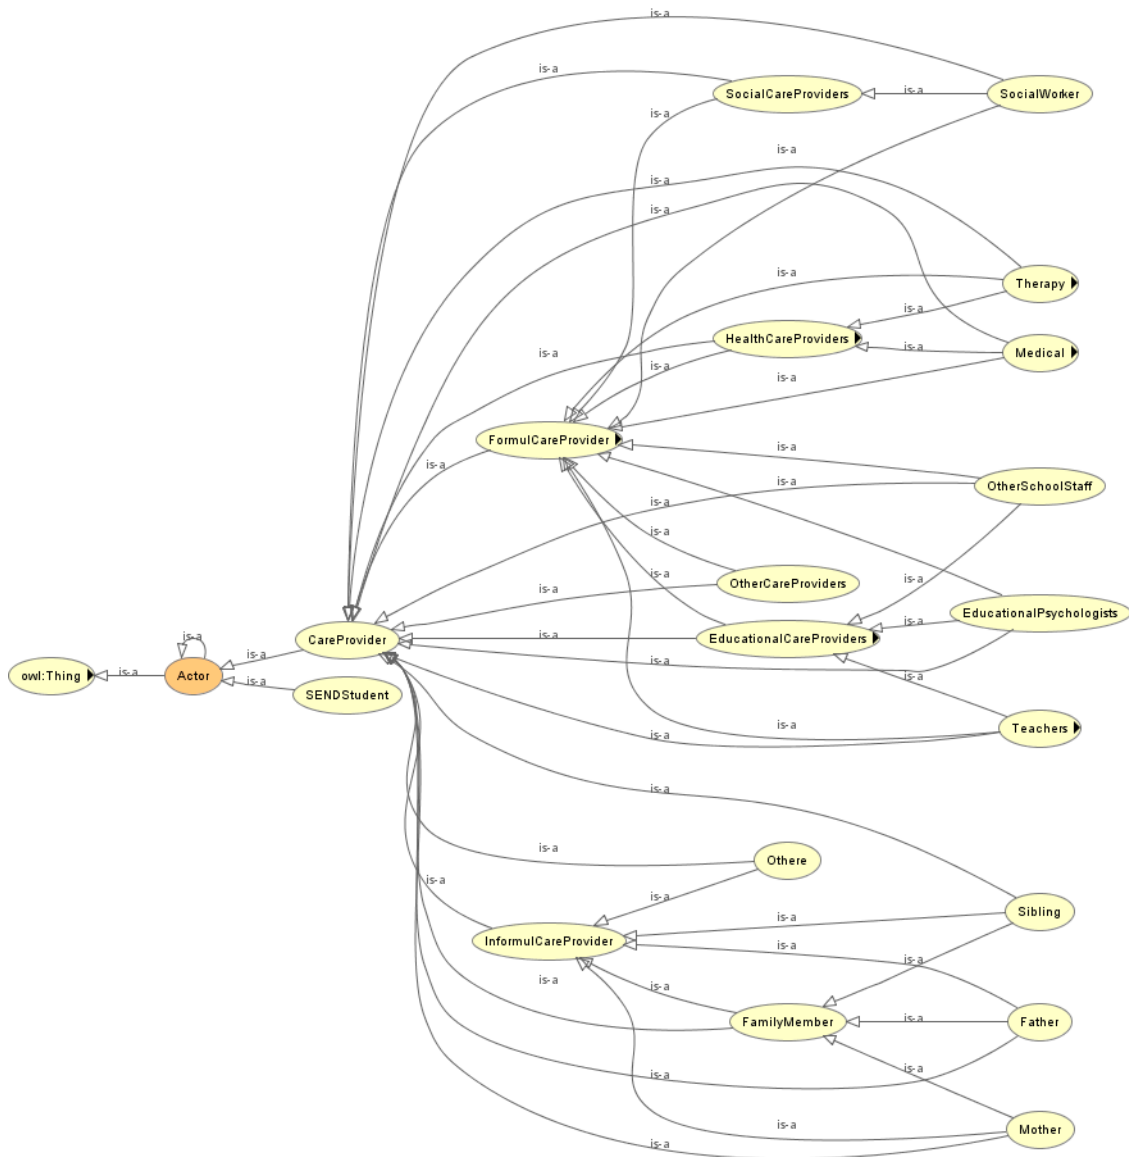 is-a
is-a
SocialCareProviders
is-a
SocialWorker
is-a
is-a
is-a
is-a
is-a
Therapy
is-a
HealthCareProviders
is-a
Medical
is-a
is-a
is-a
FormulCareProvider
is-a
OtherSchoolStaff
is-a
is-a
OtherCareProviders
is-a
is-a
is-a
EducationalPsychologists
is-a
CareProvider
is-a
EducationalCareProviders
is-a
is-a
is-a
owl:Thing
is-a
Actor
is-a
SENDStudent
is-a
is-a
Teachers
is-a
is-a
is-a
Othere
is-a
is-a
Sibling
is-a
InformulCareProvider
is-a
is-a
is-a
FamilyMember
is-a
Father
is-a
is-a
Mother
is-a
is-a